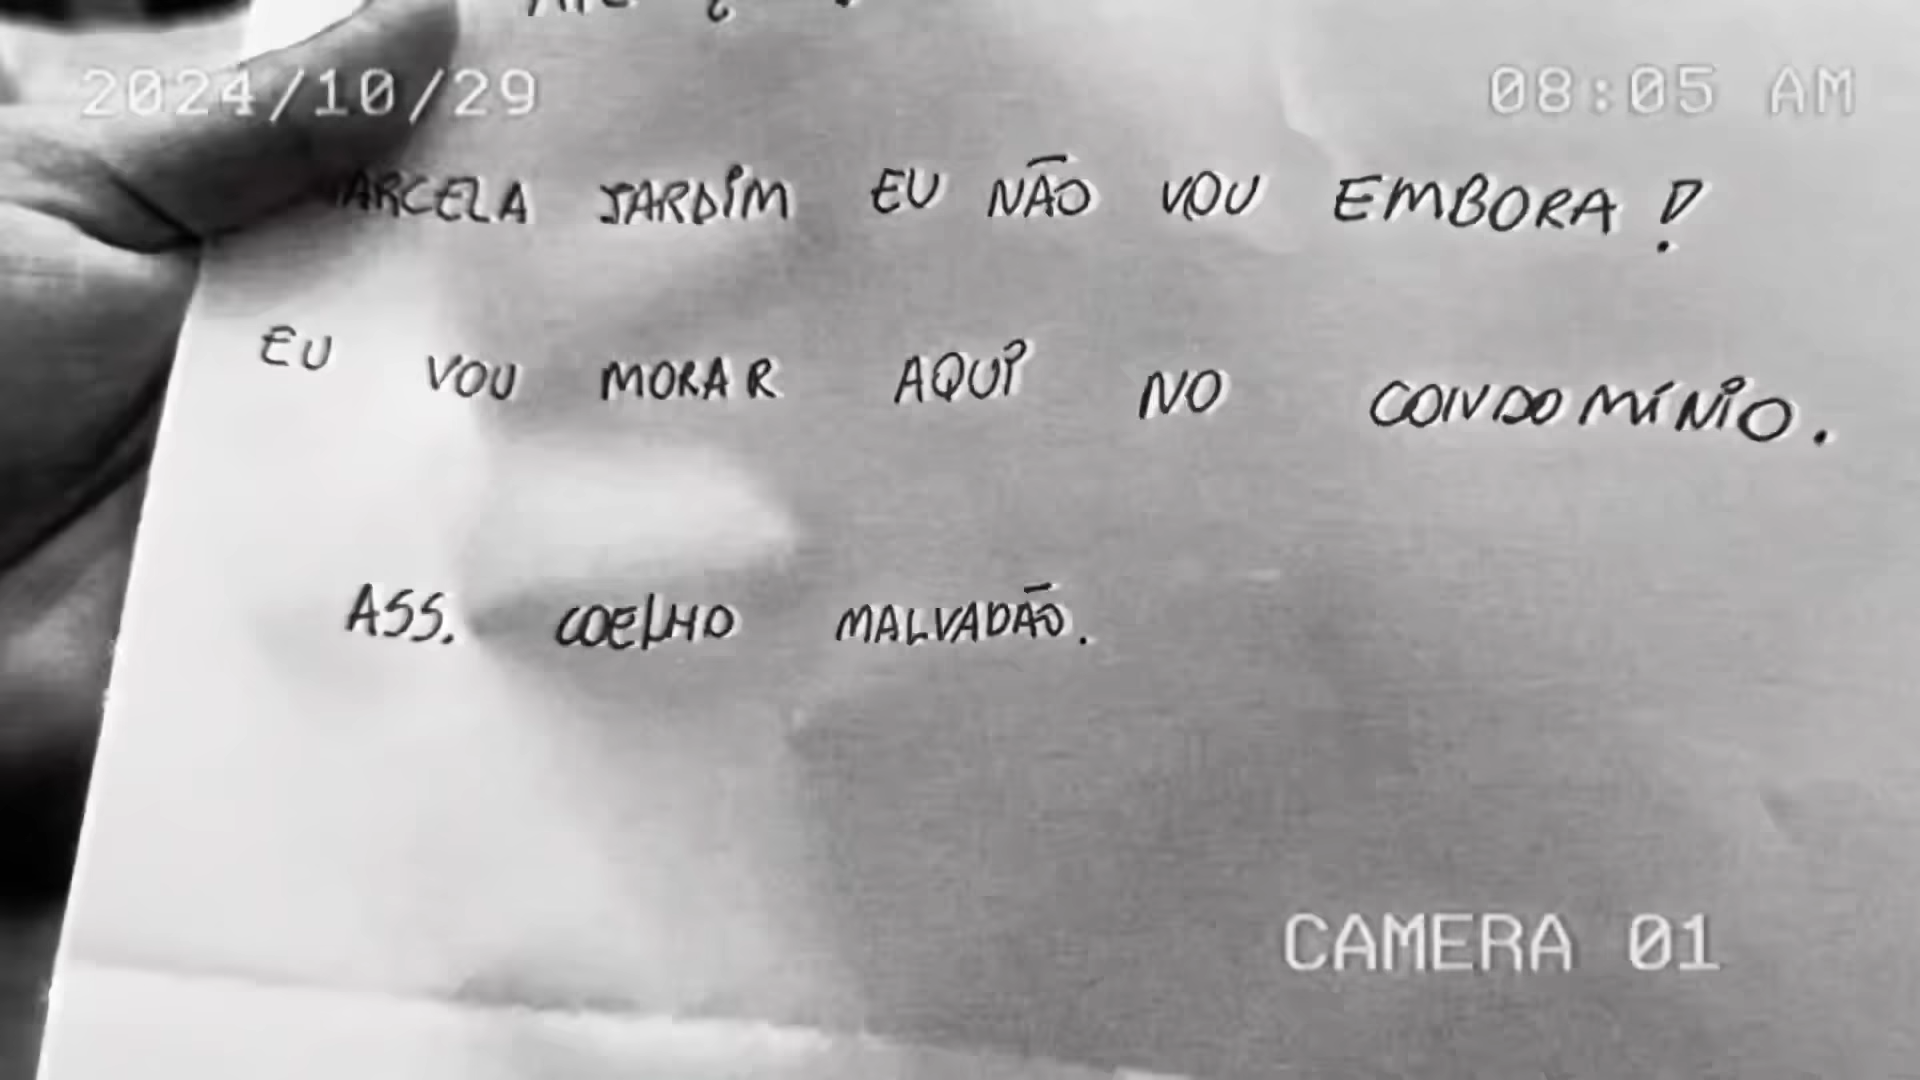 2024/10/29
08:05 AM
ARCELA JARDIM EU NÃO VOU EMBORA!
EU VOU MORAR AQUI NO CONDOMÍNIO.
ASS. COELHO MALVADÃO.
CAMERA 01